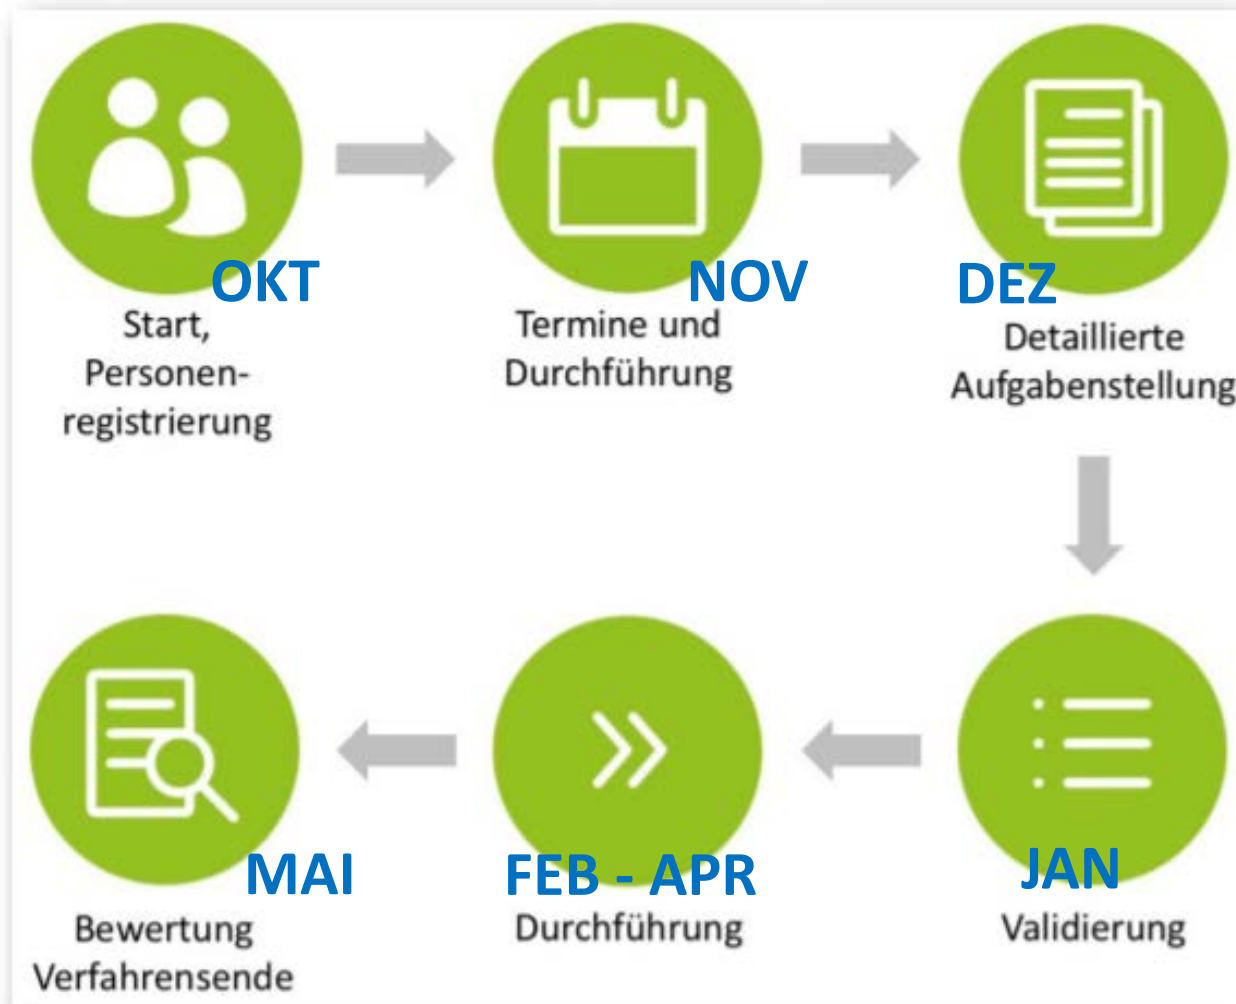 OKT
Start,
Personen-
registrierung
NOV
Termine und
Durchführung
DEZ
Detaillierte
Aufgabenstellung
JAN
Validierung
FEB - APR
Durchführung
MAI
Bewertung
Verfahrensende